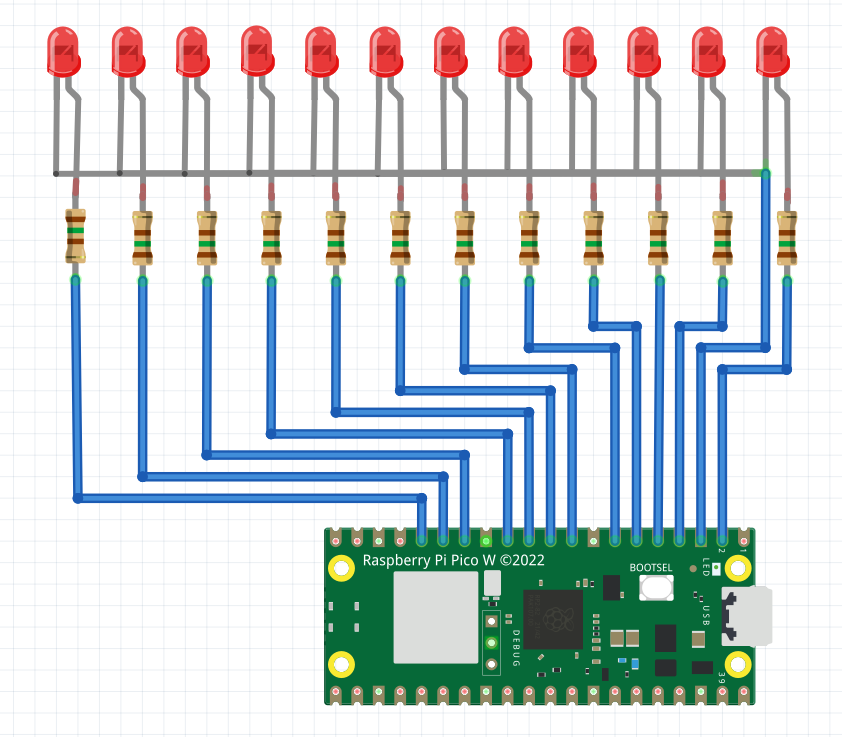 Raspberry Pi Pico W ©2022
BOOTSEL
LED
2
1
USB
DEBUG
39